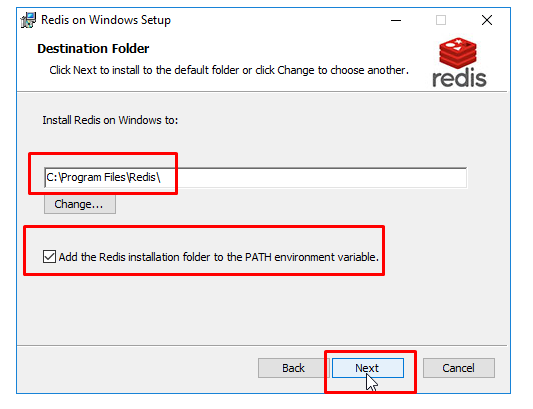 Redis on Windows Setup
Destination Folder
Click Next to install to the default folder or click Change to choose another.
redis
Install Redis on Windows to:
C:\Program Files\Redis\
Change...
Add the Redis installation folder to the PATH environment variable.
Back
Next
Cancel